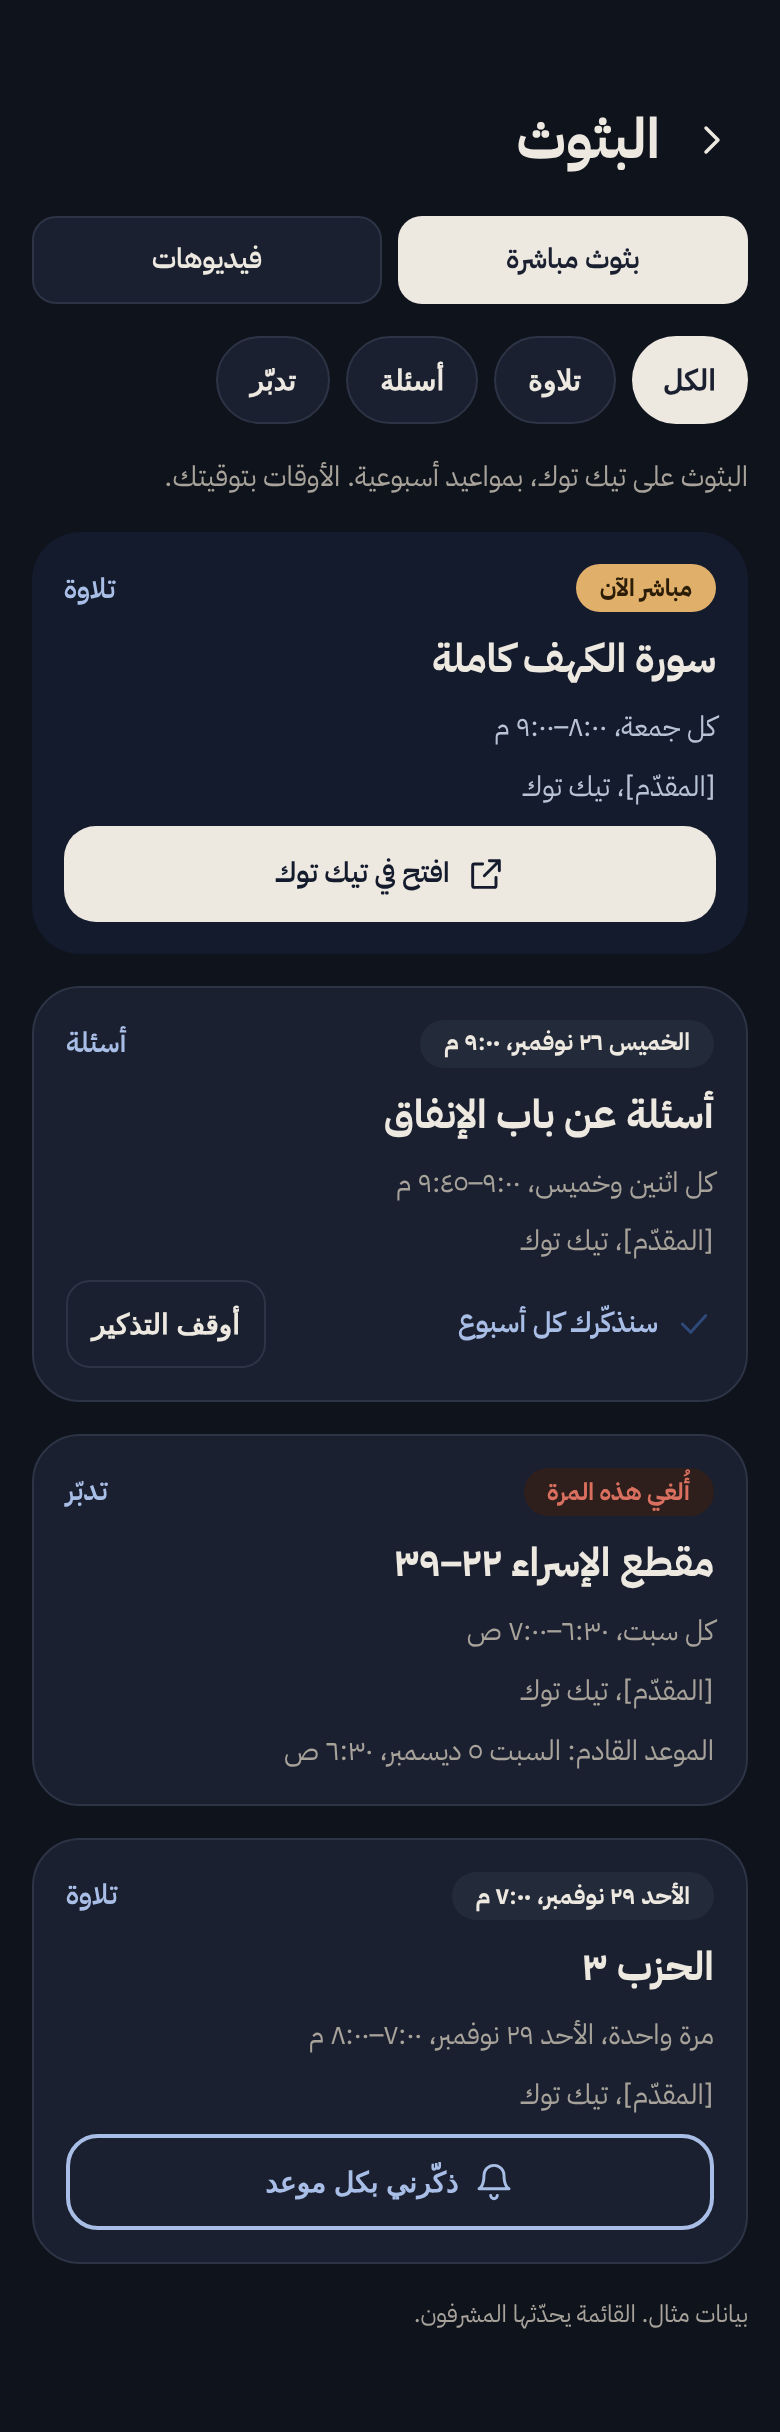 البثوث
بثوث مباشرة
فيديوهات
الكل
تلاوة
أسئلة
تدبّر
البثوث على تيك توك، بمواعيد أسبوعية. الأوقات بتوقيتك.
مباشر الآن
تلاوة
سورة الكهف كاملة
كل جمعة، ٨:٠٠–٩:٠٠ م
[المقدّم]، تيك توك
افتح في تيك توك
الخميس ٢٦ نوفمبر، ٩:٠٠ م
أسئلة
أسئلة عن باب الإنفاق
كل اثنين وخميس، ٩:٠٠–٩:٤٥ م
[المقدّم]، تيك توك
سنذكّرك كل أسبوع
أوقف التذكير
أُلغي هذه المرة
تدبّر
مقطع الإسراء ٢٢–٣٩
كل سبت، ٦:٣٠–٧:٠٠ ص
[المقدّم]، تيك توك
الموعد القادم: السبت ٥ ديسمبر، ٦:٣٠ ص
الأحد ٢٩ نوفمبر، ٧:٠٠ م
تلاوة
الحزب ٣
مرة واحدة، الأحد ٢٩ نوفمبر، ٧:٠٠–٨:٠٠ م
[المقدّم]، تيك توك
ذكّرني بكل موعد
بيانات مثال. القائمة يحدّثها المشرفون.